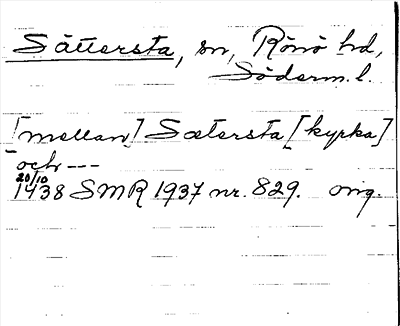 Sättersta, sn, Rönö hd,
Söderm. l.
[mellan] Sætersta [kyrka]
och ---
20/10
1438 SMR 1937 nr. 829. orig.